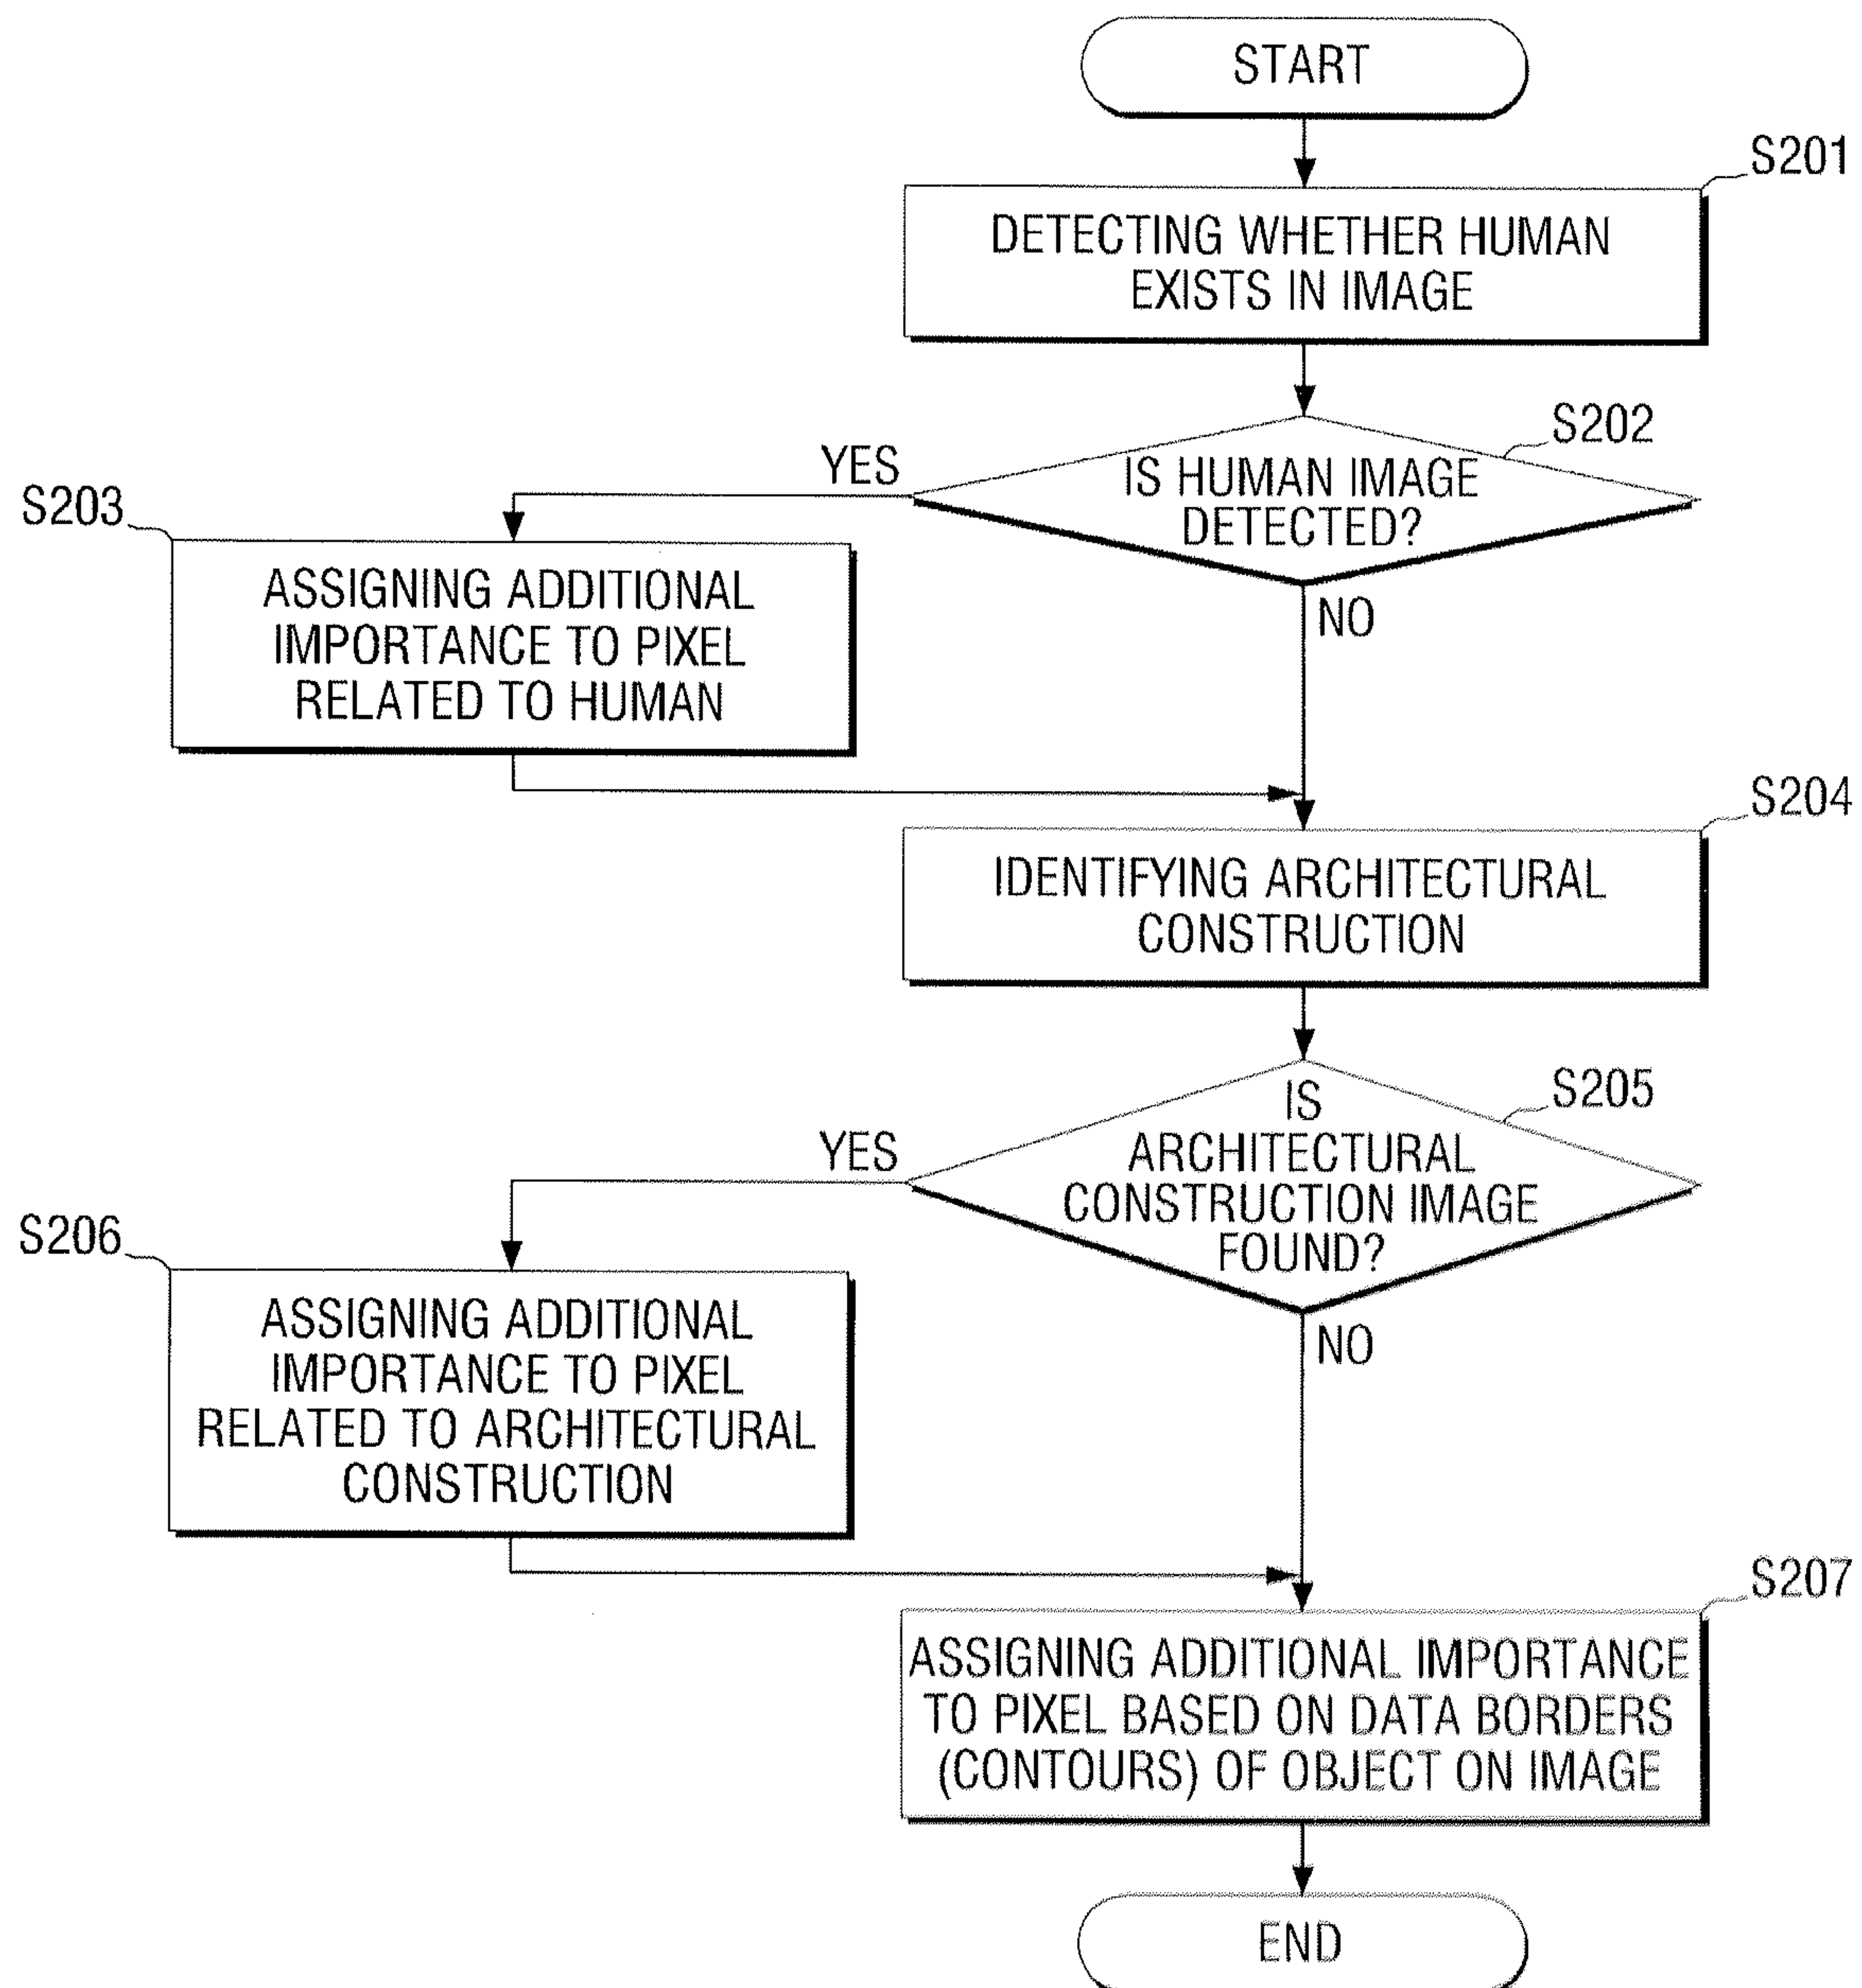 START
S201
DETECTING WHETHER HUMAN
EXISTS IN IMAGE
S202
IS HUMAN IMAGE
DETECTED?
YES
NO
S203
ASSIGNING ADDITIONAL
IMPORTANCE TO PIXEL
RELATED TO HUMAN
S204
IDENTIFYING ARCHITECTURAL
CONSTRUCTION
S205
IS
ARCHITECTURAL
CONSTRUCTION IMAGE
FOUND?
YES
NO
S206
ASSIGNING ADDITIONAL
IMPORTANCE TO PIXEL
RELATED TO ARCHITECTURAL
CONSTRUCTION
S207
ASSIGNING ADDITIONAL IMPORTANCE
TO PIXEL BASED ON DATA BORDERS
(CONTOURS) OF OBJECT ON IMAGE
END